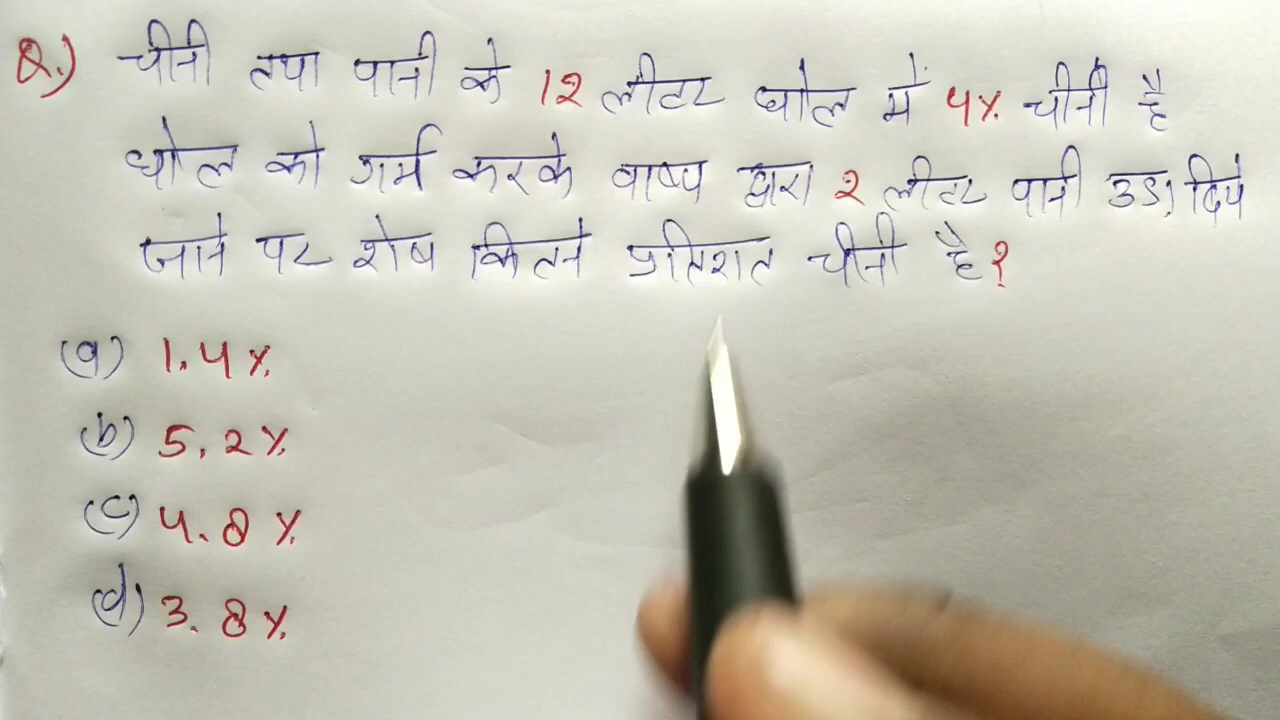 Q.) चीनी तथा पानी के 12 लीटर घोल में 4% चीनी है
घोल को गर्म करके वाष्प द्वारा 2 लीटर पानी उड़ा दिये
जाने पर शेष कितने प्रतिशत चीनी है?
(a) 1.4%
(b) 5.2%
(c) 4.8%
(d) 3.8%